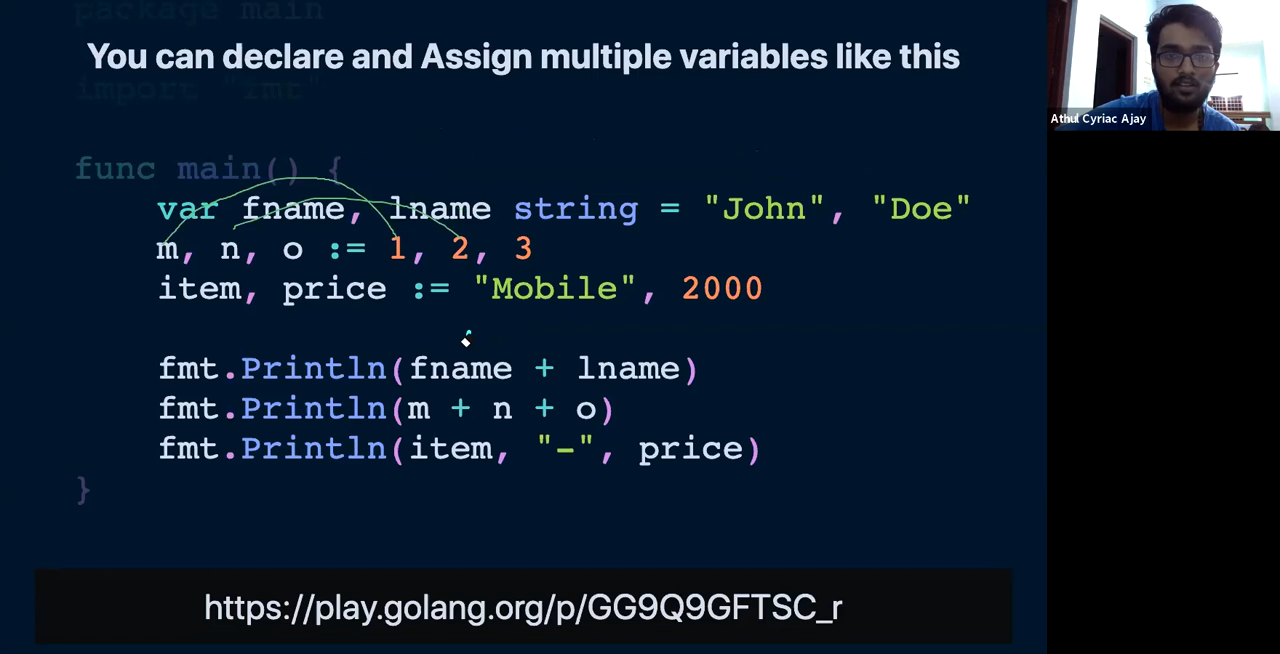 package main
You can declare and Assign multiple variables like this
import "fmt"
Athul Cyriac Ajay
func main() {
var fname, lname string = "John", "Doe"
m, n, o := 1, 2, 3
item, price := "Mobile", 2000
fmt.Println(fname + lname)
fmt.Println(m + n + o)
fmt.Println(item, "-", price)
}
https://play.golang.org/p/GG9Q9GFTSC_r